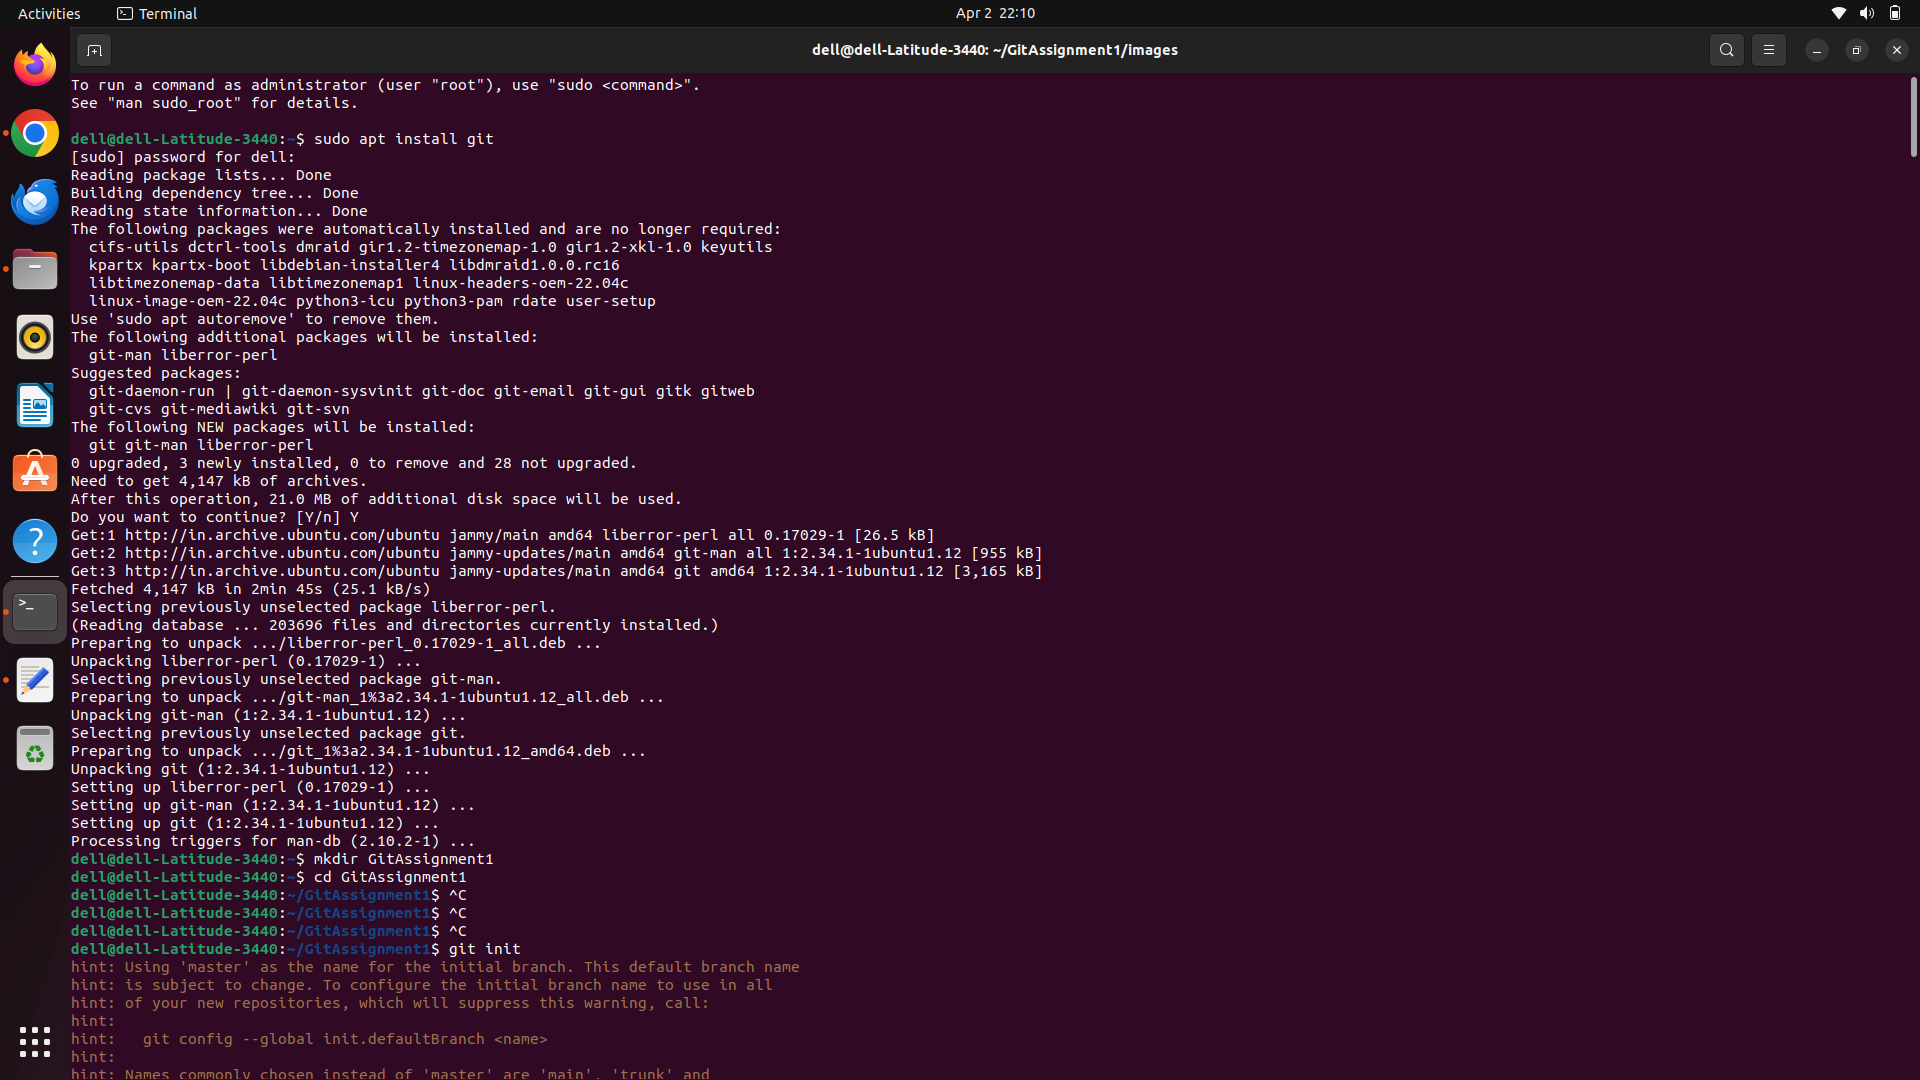 Activities
Terminal
Apr 2 22:10
dell@dell-Latitude-3440: ~/GitAssignment1/images
To run a command as administrator (user "root"), use "sudo <command>".
See "man sudo_root" for details.
dell@dell-Latitude-3440:~$ sudo apt install git
[sudo] password for dell:
Reading package lists... Done
Building dependency tree... Done
Reading state information... Done
The following packages were automatically installed and are no longer required:
  cifs-utils dctrl-tools dmraid gir1.2-timezonemap-1.0 gir1.2-xkl-1.0 keyutils
  kpartx kpartx-boot libdebian-installer4 libdmraid1.0.0.rc16
  libtimezonemap-data libtimezonemap1 linux-headers-oem-22.04c
  linux-image-oem-22.04c python3-icu python3-pam rdate user-setup
Use 'sudo apt autoremove' to remove them.
The following additional packages will be installed:
  git-man liberror-perl
Suggested packages:
  git-daemon-run | git-daemon-sysvinit git-doc git-email git-gui gitk gitweb
  git-cvs git-mediawiki git-svn
The following NEW packages will be installed:
  git git-man liberror-perl
0 upgraded, 3 newly installed, 0 to remove and 28 not upgraded.
Need to get 4,147 kB of archives.
After this operation, 21.0 MB of additional disk space will be used.
Do you want to continue? [Y/n] Y
Get:1 http://in.archive.ubuntu.com/ubuntu jammy/main amd64 liberror-perl all 0.17029-1 [26.5 kB]
Get:2 http://in.archive.ubuntu.com/ubuntu jammy-updates/main amd64 git-man all 1:2.34.1-1ubuntu1.12 [955 kB]
Get:3 http://in.archive.ubuntu.com/ubuntu jammy-updates/main amd64 git amd64 1:2.34.1-1ubuntu1.12 [3,165 kB]
Fetched 4,147 kB in 2min 45s (25.1 kB/s)
Selecting previously unselected package liberror-perl.
(Reading database ... 203696 files and directories currently installed.)
Preparing to unpack .../liberror-perl_0.17029-1_all.deb ...
Unpacking liberror-perl (0.17029-1) ...
Selecting previously unselected package git-man.
Preparing to unpack .../git-man_1%3a2.34.1-1ubuntu1.12_all.deb ...
Unpacking git-man (1:2.34.1-1ubuntu1.12) ...
Selecting previously unselected package git.
Preparing to unpack .../git_1%3a2.34.1-1ubuntu1.12_amd64.deb ...
Unpacking git (1:2.34.1-1ubuntu1.12) ...
Setting up liberror-perl (0.17029-1) ...
Setting up git-man (1:2.34.1-1ubuntu1.12) ...
Setting up git (1:2.34.1-1ubuntu1.12) ...
Processing triggers for man-db (2.10.2-1) ...
dell@dell-Latitude-3440:~$ mkdir GitAssignment1
dell@dell-Latitude-3440:~$ cd GitAssignment1
dell@dell-Latitude-3440:~/GitAssignment1$ ^C
dell@dell-Latitude-3440:~/GitAssignment1$ ^C
dell@dell-Latitude-3440:~/GitAssignment1$ ^C
dell@dell-Latitude-3440:~/GitAssignment1$ git init
hint: Using 'master' as the name for the initial branch. This default branch name
hint: is subject to change. To configure the initial branch name to use in all
hint: of your new repositories, which will suppress this warning, call:
hint:
hint:   git config --global init.defaultBranch <name>
hint:
hint: Names commonly chosen instead of 'master' are 'main', 'trunk' and